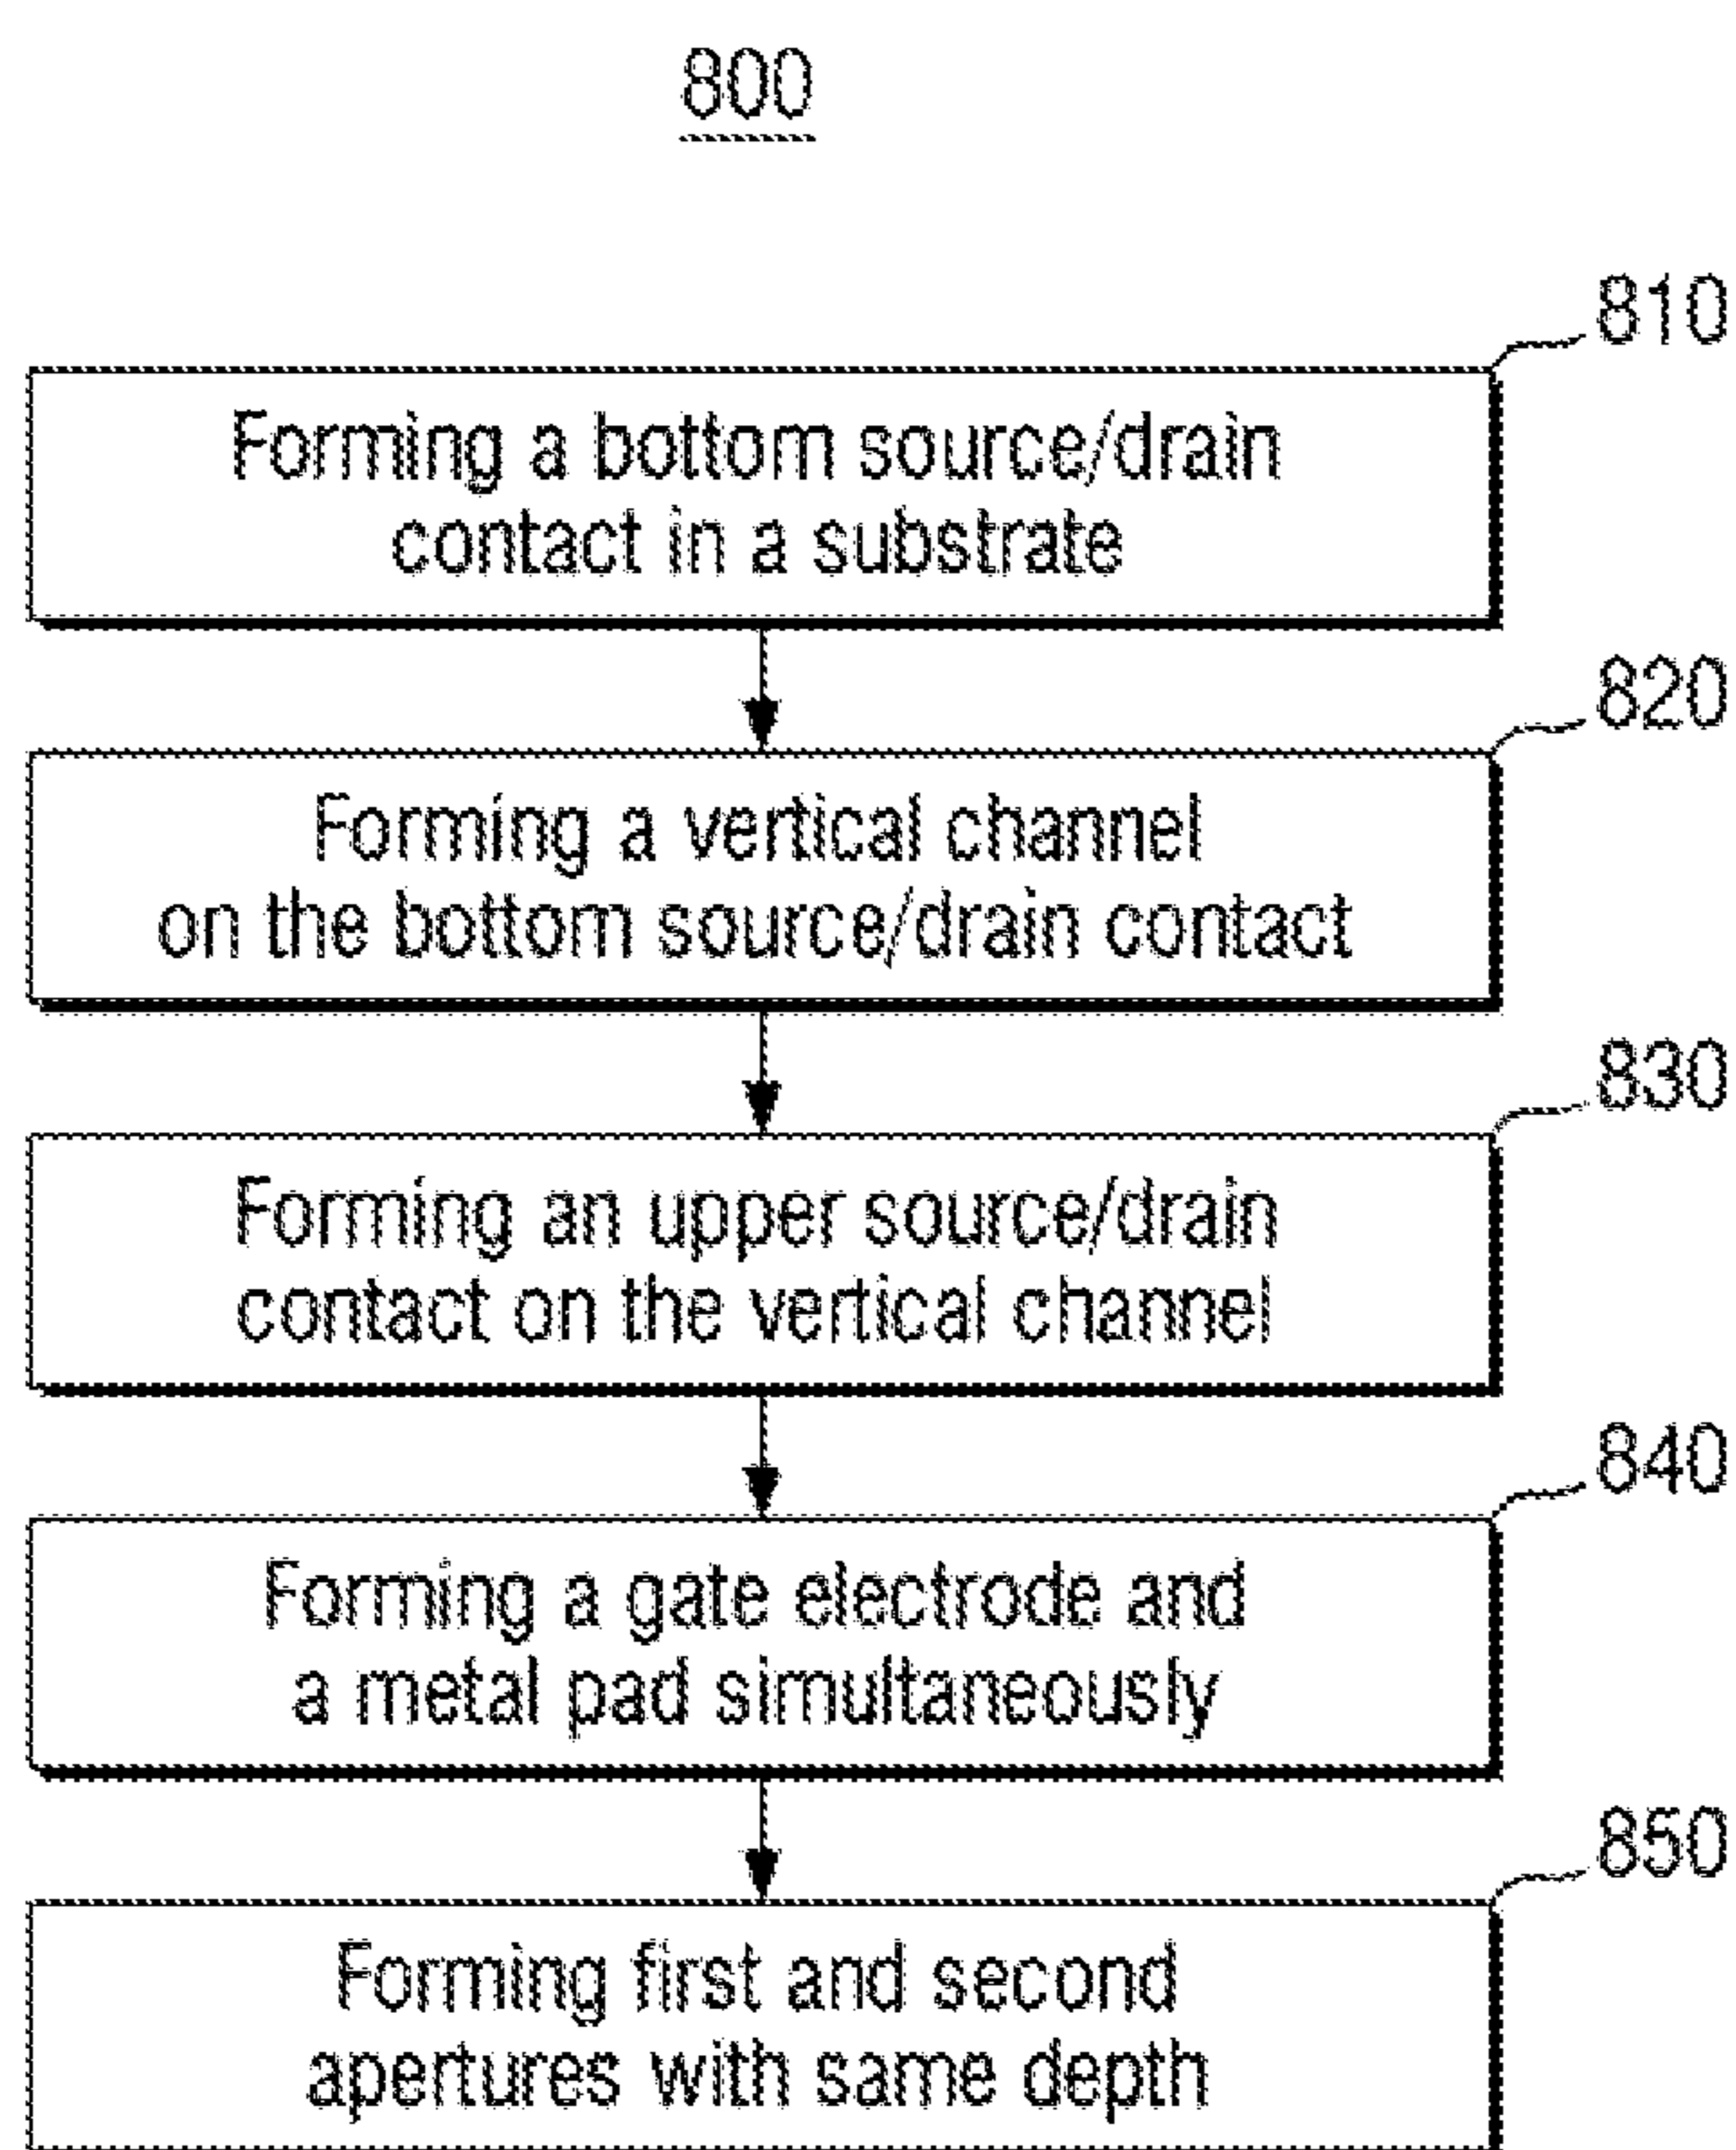 800
810
Forming a bottom source/drain
contact in a substrate
820
Forming a vertical channel
on the bottom source/drain contact
830
Forming an upper source/drain
contact on the vertical channel
840
Forming a gate electrode and
a metal pad simultaneously
850
Forming first and second
apertures with same depth